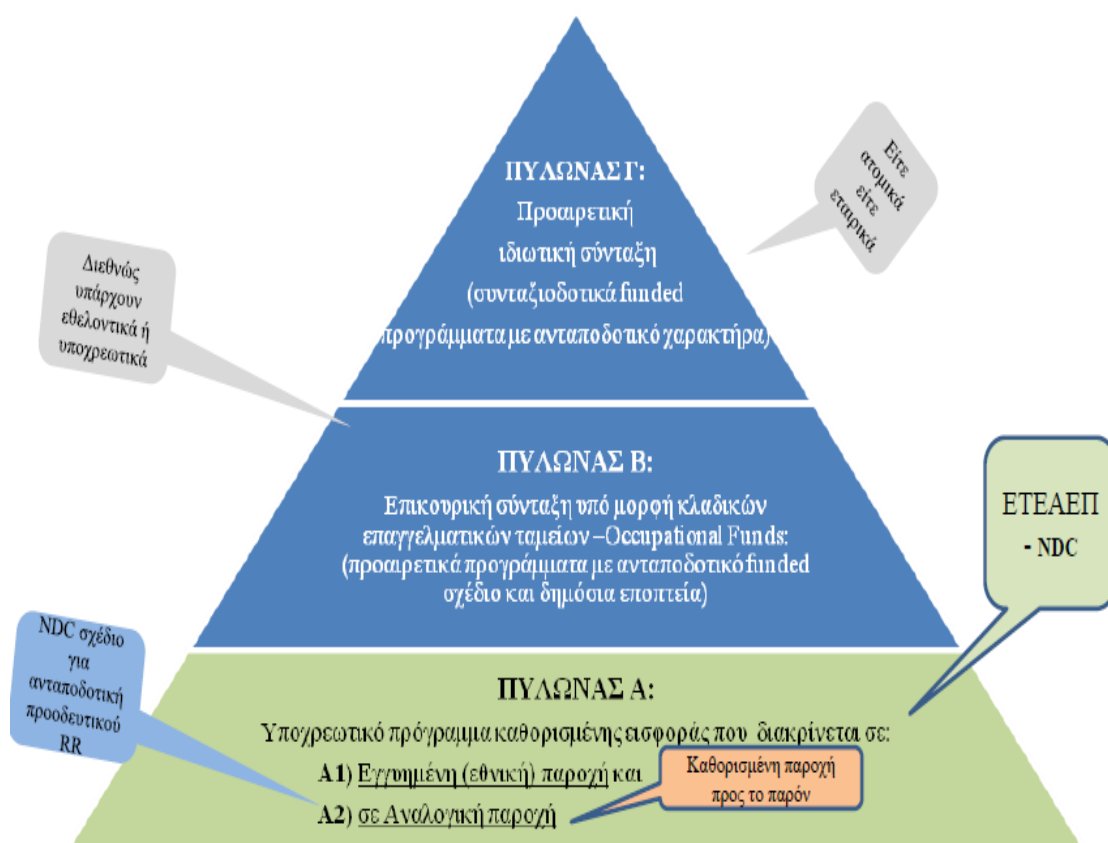 ΠΥΛΩΝΑΣ Γ:
Προαιρετική
ιδιωτική σύνταξη
(συνταξιοδοτικά funded
προγράμματα με ανταποδοτικό χαρακτήρα)
Είτε
ατομικά
είτε
εταιρικά
Διεθνώς
υπάρχουν
εθελοντικά ή
υποχρεωτικά
ΠΥΛΩΝΑΣ Β:
Επικουρική σύνταξη υπό μορφή κλαδικών
επαγγελματικών ταμείων –Occupational Funds:
(προαιρετικά προγράμματα με ανταποδοτικό funded
σχέδιο και δημόσια εποπτεία)
ΕΤΕΑΕΠ
- NDC
NDC σχέδιο
για
ανταποδοτική
προοδευτικού
RR
ΠΥΛΩΝΑΣ Α:
Υποχρεωτικό πρόγραμμα καθορισμένης εισφοράς που διακρίνεται σε:
Α1) Εγγυημένη (εθνική) παροχή και
Α2) σε Αναλογική παροχή
Καθορισμένη παροχή
προς το παρόν